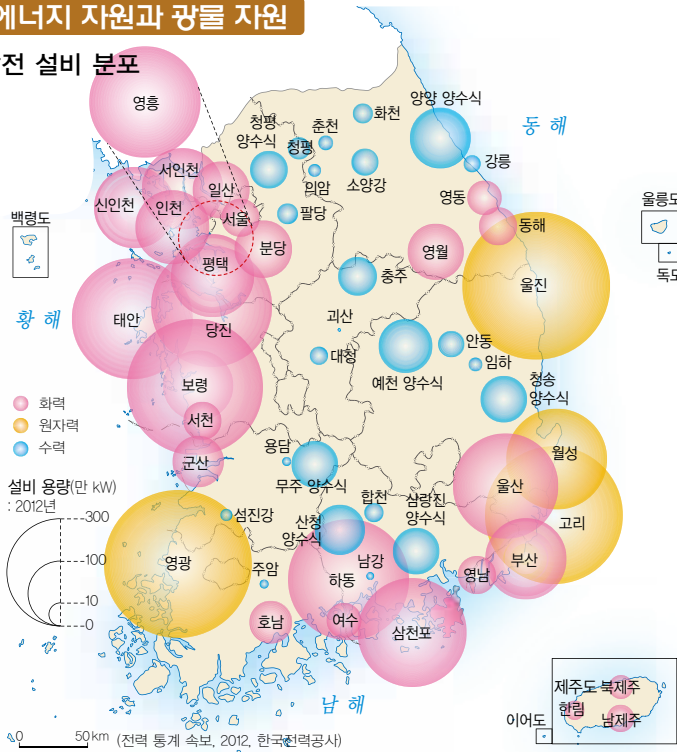 에너지 자원과 광물 자원
전 설비 분포
영흥
청평
양수식
청평
춘천
화천
양양 양수식
동해
강릉
의암
소양강
서인천
일산
신인천
인천
서울
팔당
영동
동해
울릉도
독도
백령도
분당
영월
평택
충주
울진
황해
태안
당진
괴산
대청
예천 양수식
안동
임하
청송
양수식
보령
서천
화력
원자력
수력
군산
용담
무주 양수식
월성
울산
설비 용량(만 kW)
: 2012년
300
100
10
0
섬진강
합천
산청
양수식
삼랑진
양수식
고리
영광
주암
남강
하동
영남
부산
호남
여수
삼천포
남해
제주도
북제주
한림
남제주
이어도
0 50km (전력 통계 속보, 2012, 한국전력공사)